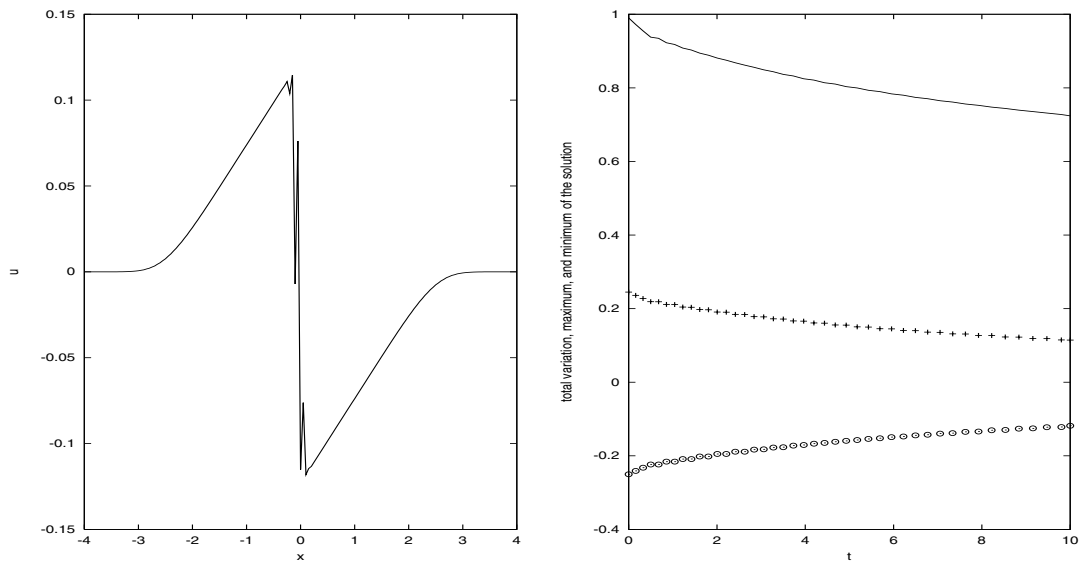 0.15
0.1
0.05
0
-0.05
-0.1
-0.15
u
-4 -3 -2 -1 0 1 2 3 4
x
1
0.8
0.6
0.4
0.2
0
-0.2
-0.4
total variation, maximum, and minimum of the solution
0 2 4 6 8 10
t